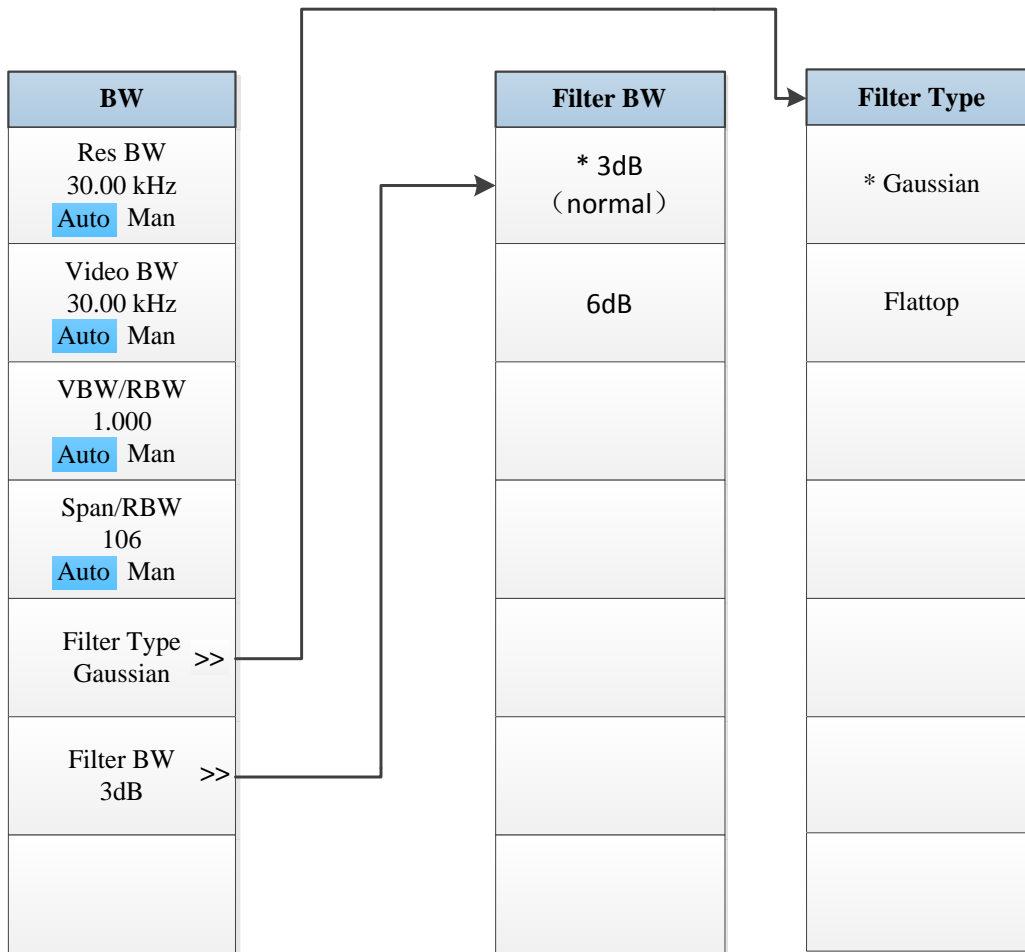 BW
Res BW
30.00 kHz
Auto Man
Video BW
30.00 kHz
Auto Man
VBW/RBW
1.000
Auto Man
Span/RBW
106
Auto Man
Filter Type
Gaussian >>
Filter BW
3dB >>
Filter BW
* 3dB
（normal）
6dB
Filter Type
* Gaussian
Flattop